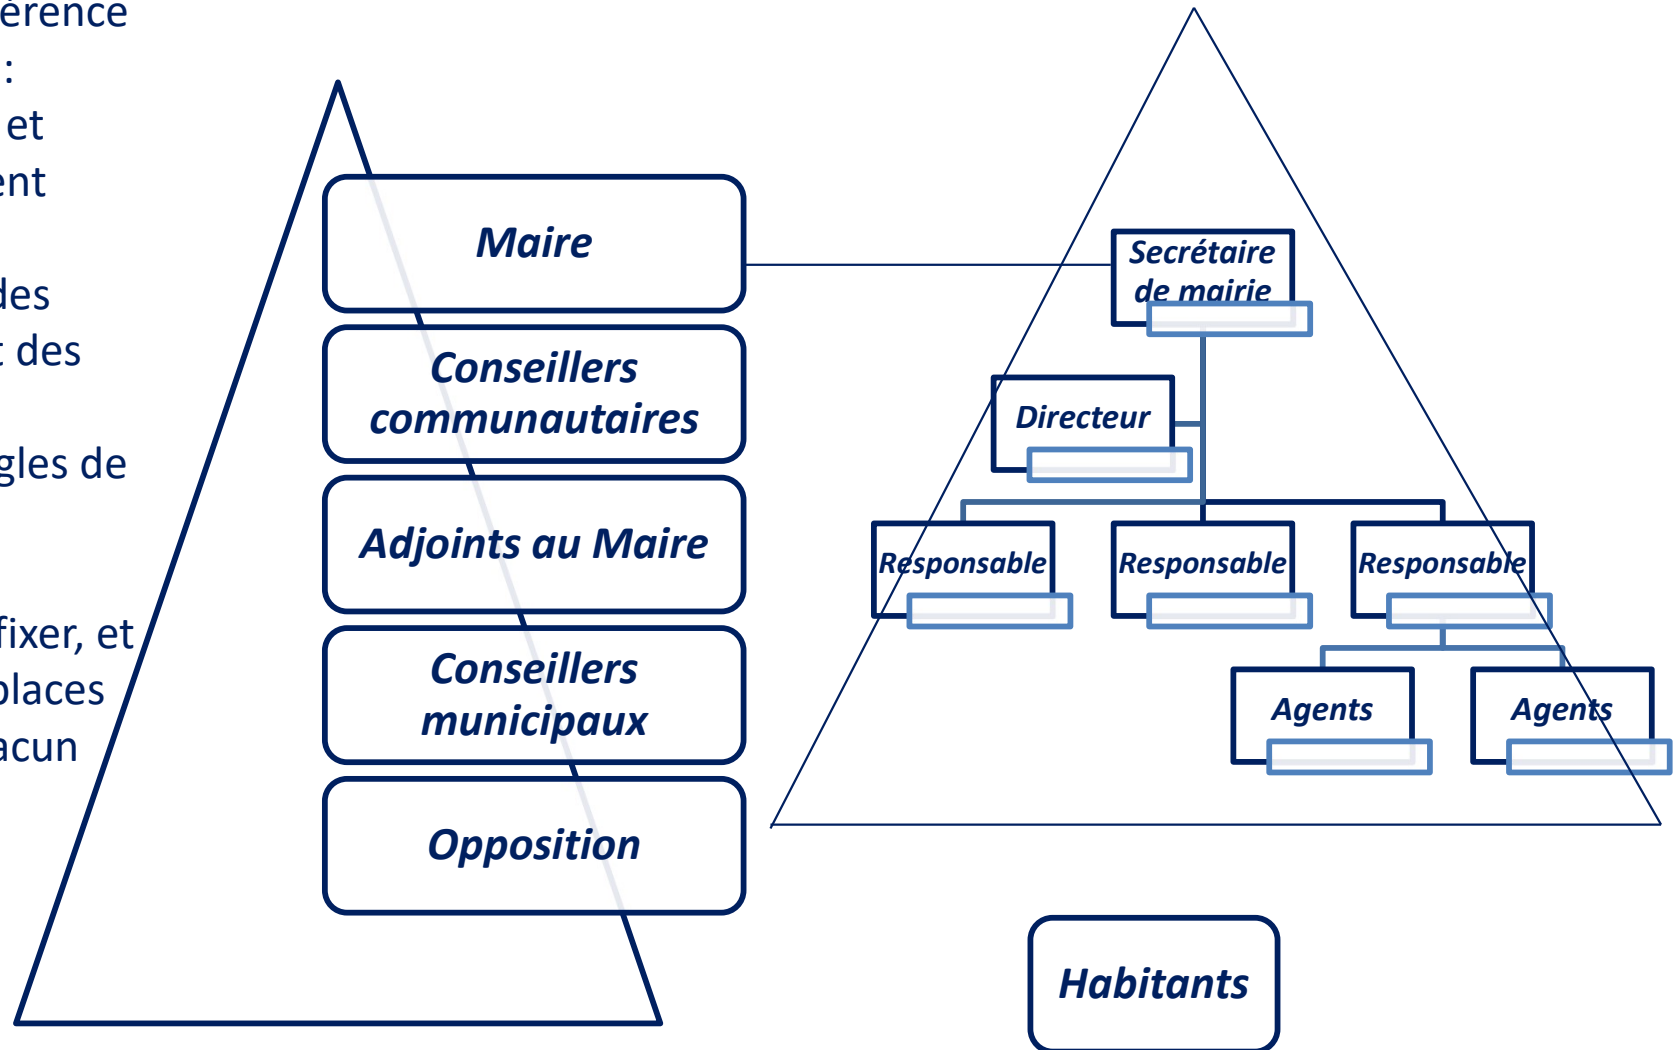 érence
:
et
ent
des
t des
gles de
fixer, et
places
acun
Maire
Conseillers
communautaires
Adjoints au Maire
Conseillers
municipaux
Opposition
Secrétaire
de mairie
Directeur
Responsable
Responsable
Responsable
Agents
Agents
Habitants